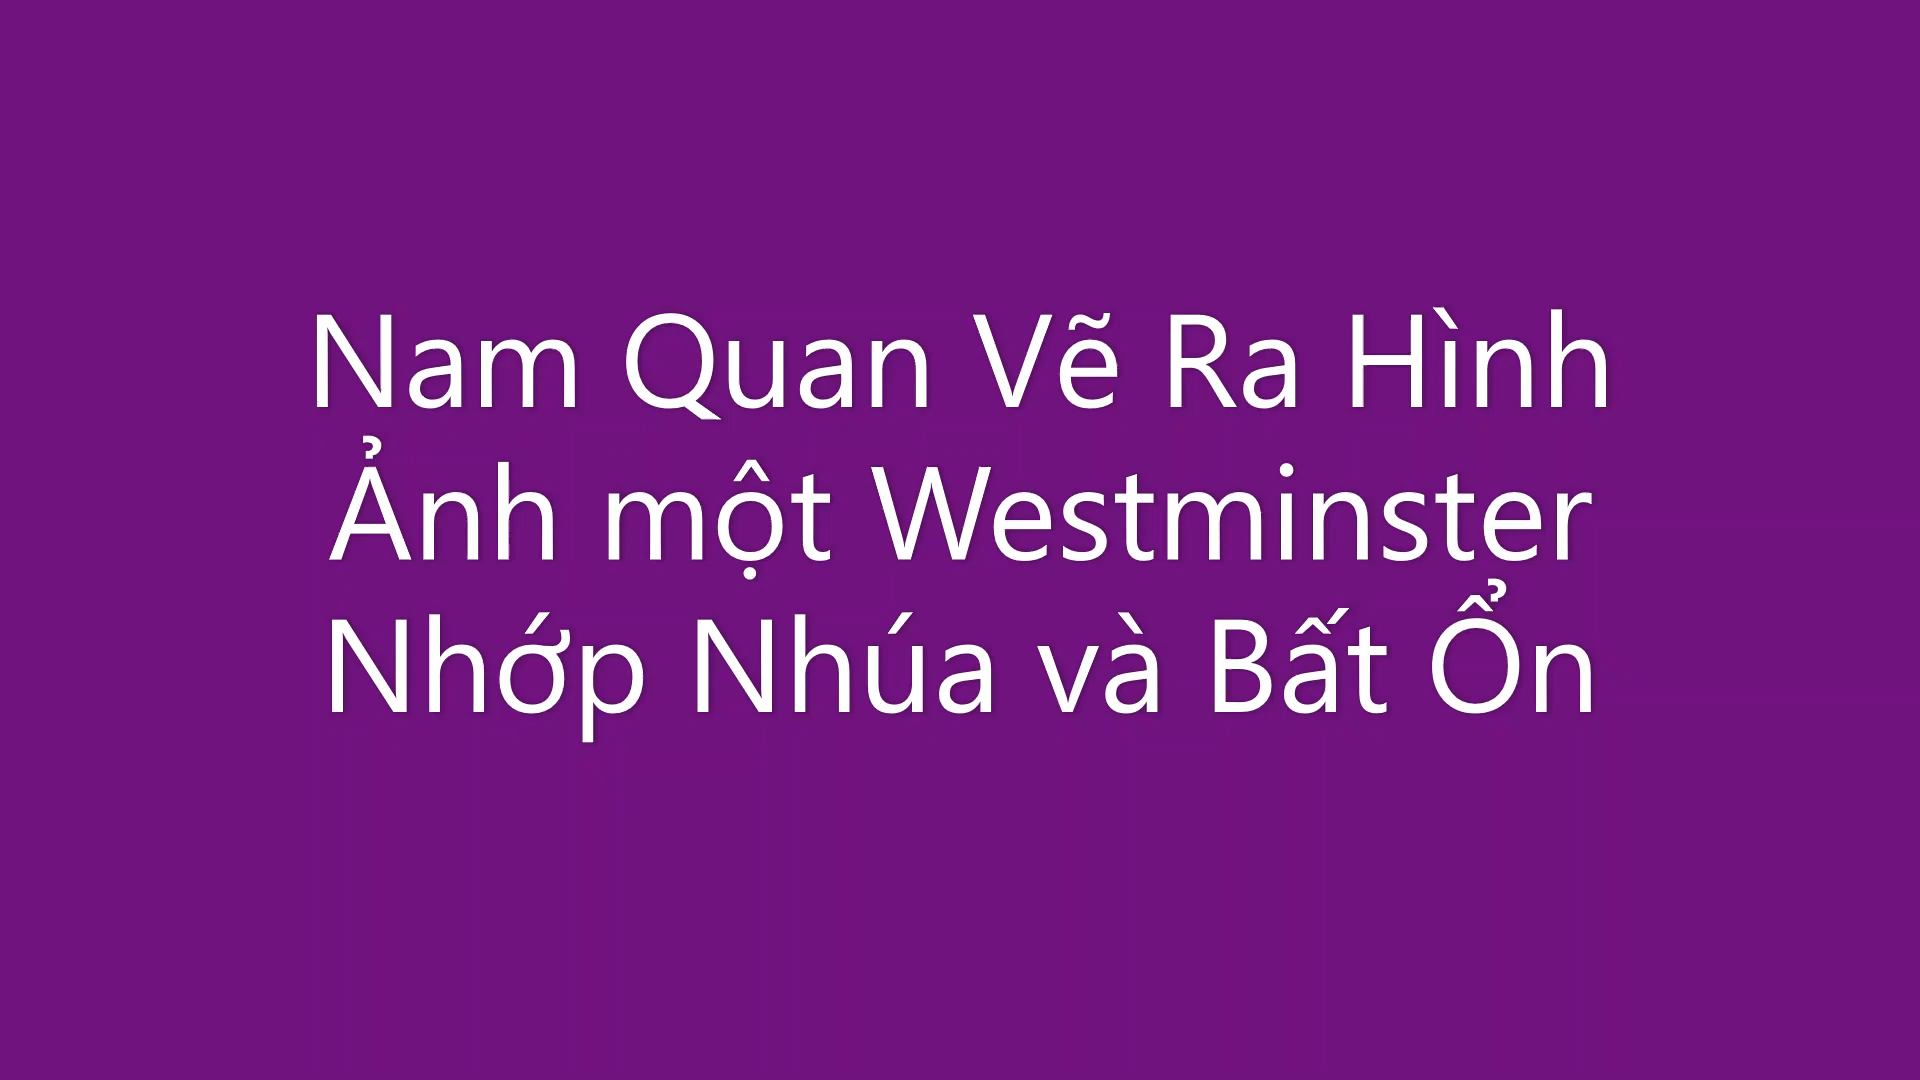 Nam Quan Vẽ Ra Hình
Ảnh một Westminster
Nhớp Nhúa và Bất Ổn